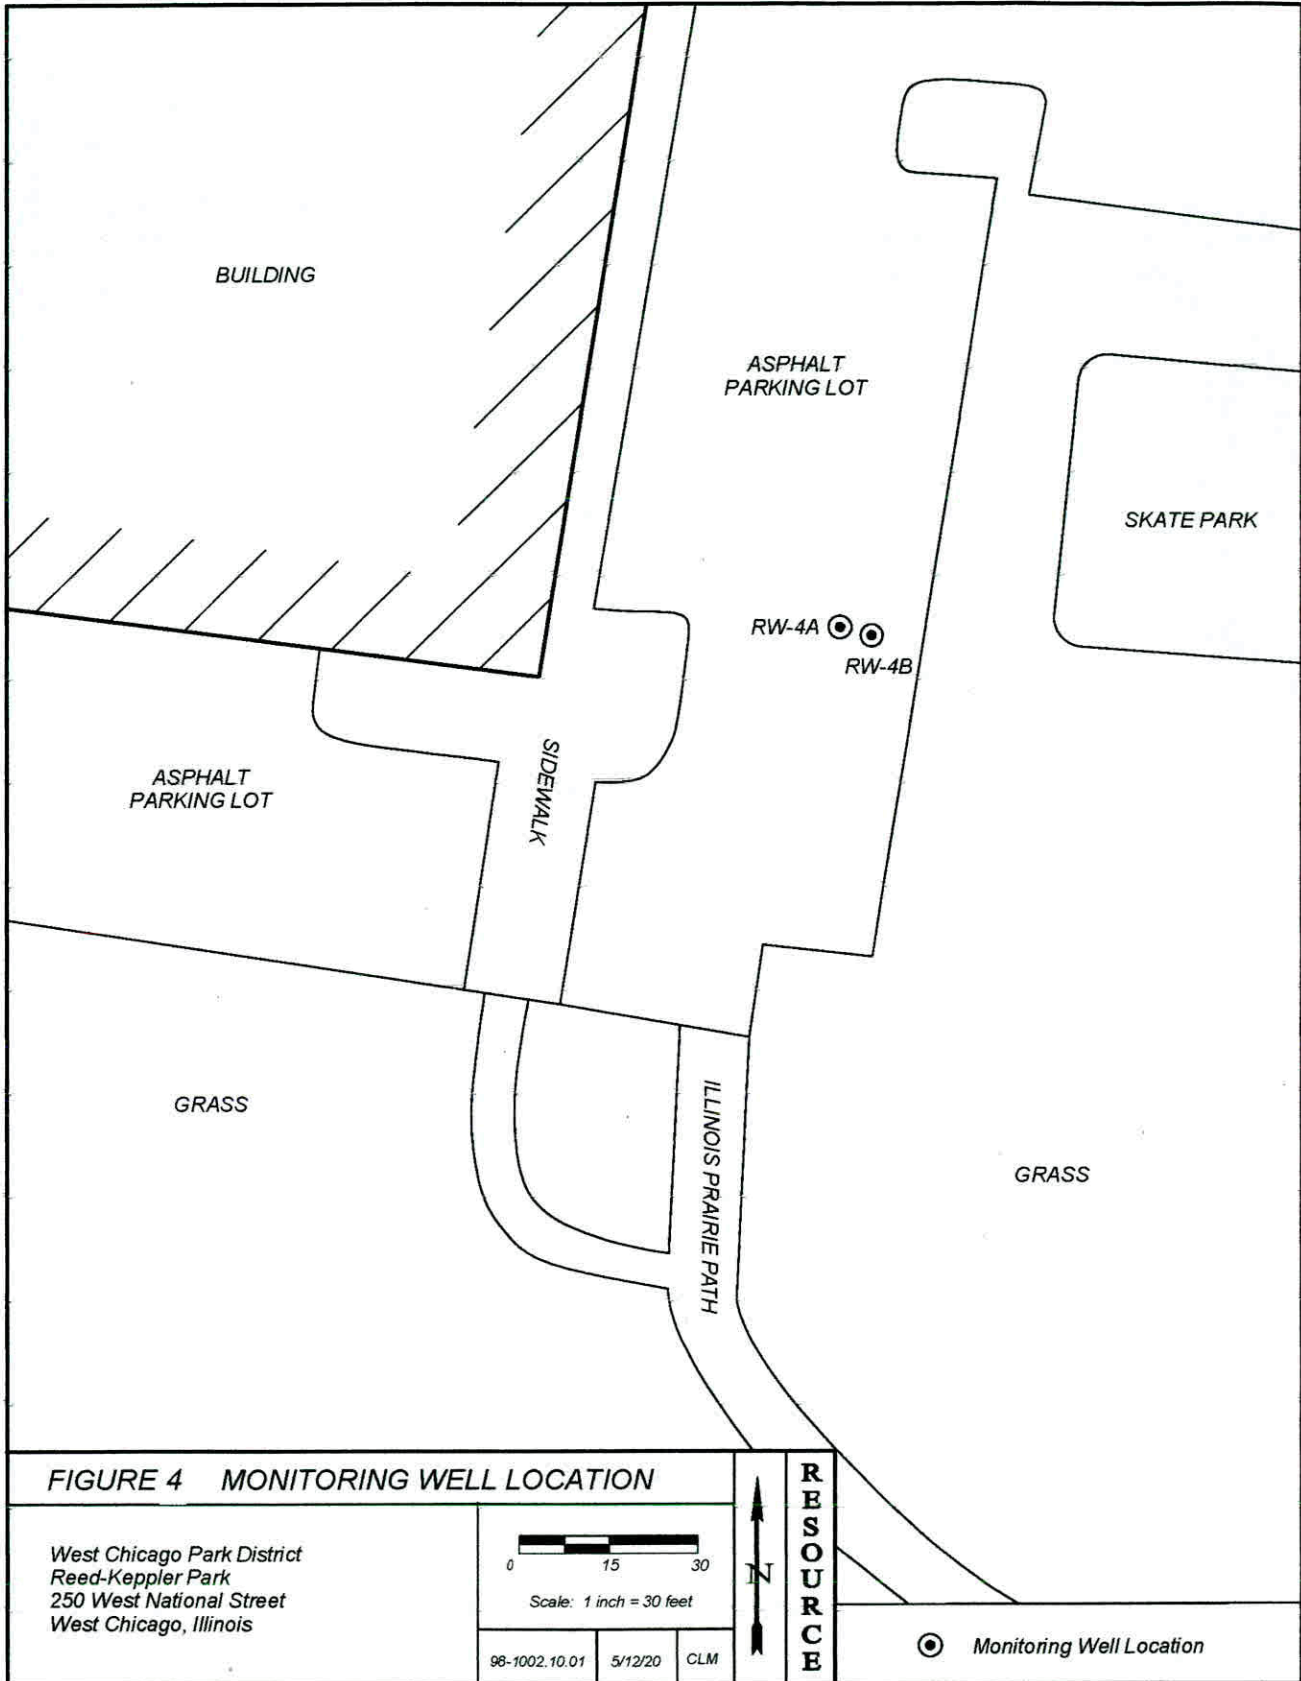 BUILDING
ASPHALT
PARKING LOT
SKATE PARK
RW-4A
RW-4B
SIDEWALK
ASPHALT
PARKING LOT
GRASS
ILLINOIS PRAIRIE PATH
GRASS
FIGURE 4 MONITORING WELL LOCATION
West Chicago Park District
Reed-Keppler Park
250 West National Street
West Chicago, Illinois
0 15 30
Scale: 1 inch = 30 feet
98-1002.10.01 5/12/20 CLM
N
RESOURCE
Monitoring Well Location